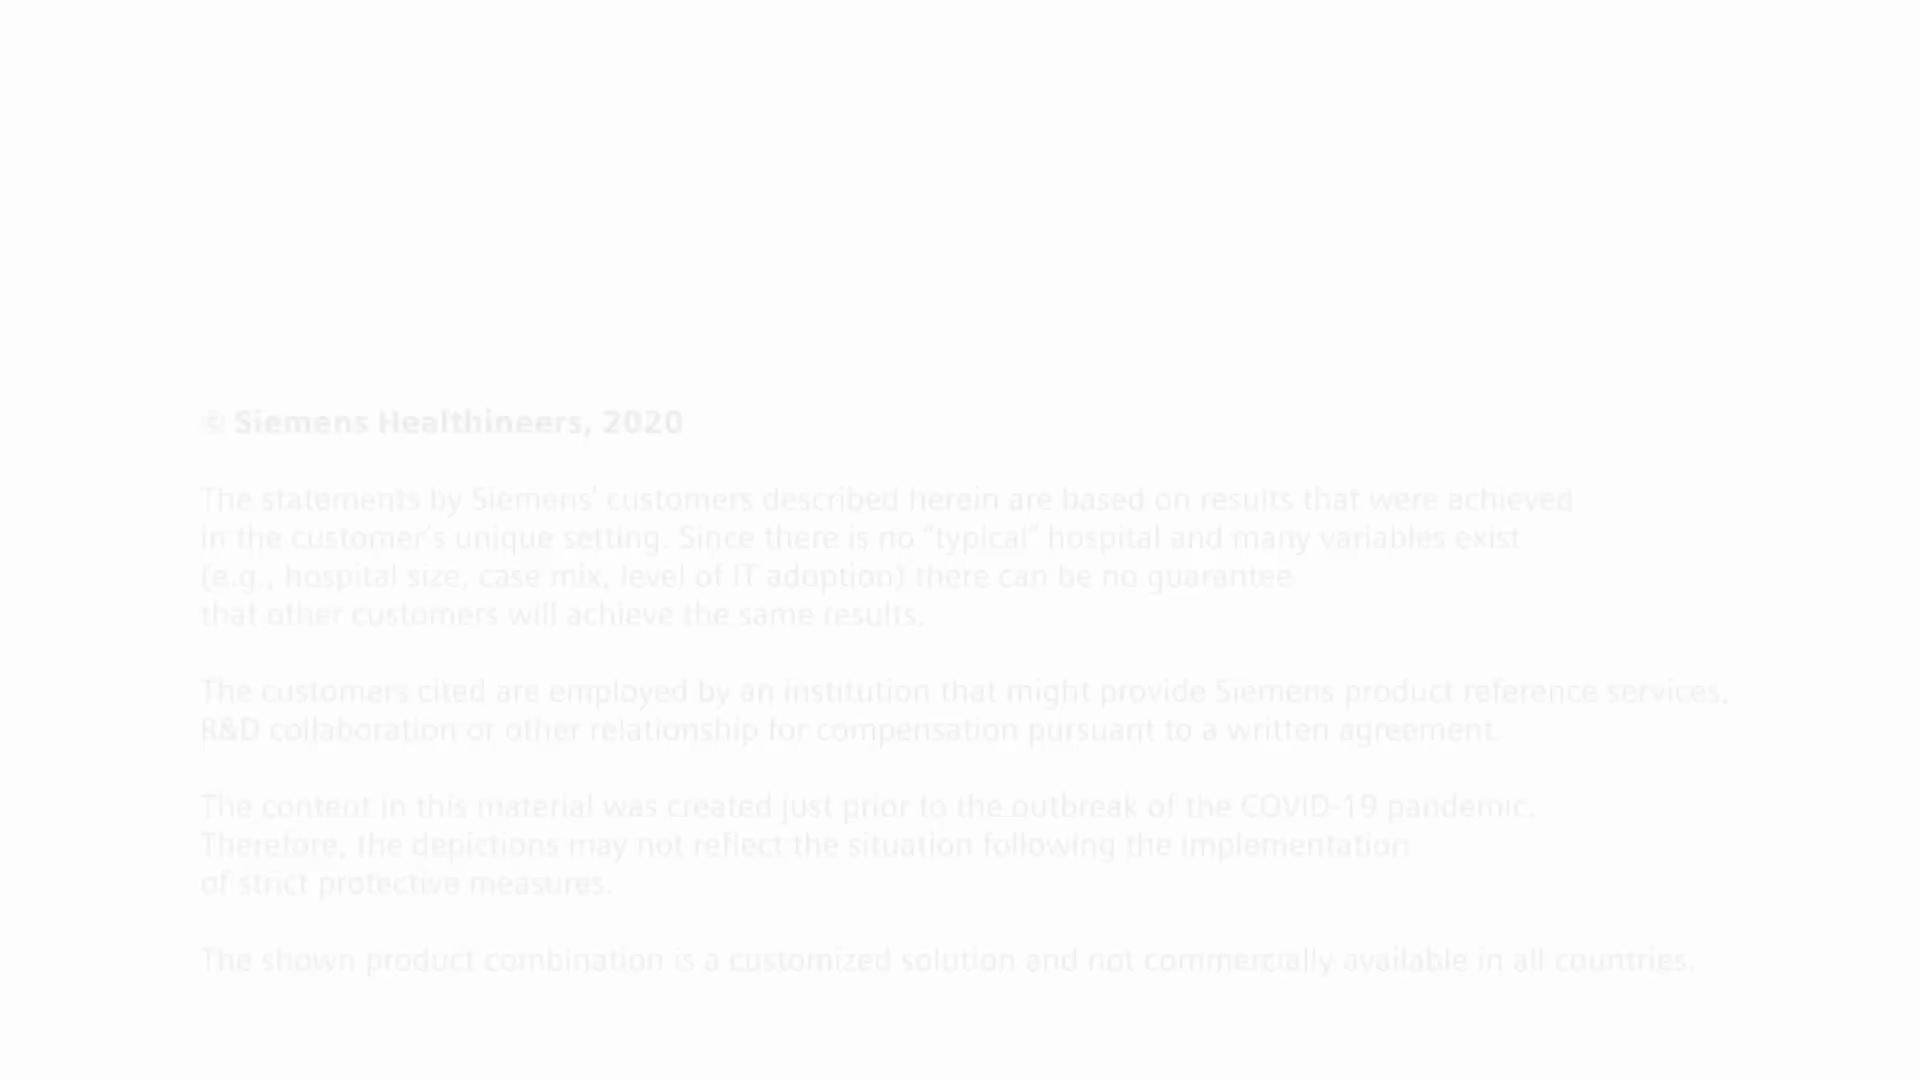 © Siemens Healthineers, 2020
The statements by Siemens’ customers described herein are based on results that were achieved
in the customer’s unique setting. Since there is no “typical” hospital and many variables exist
(e.g., hospital size, case mix, level of IT adoption) there can be no guarantee
that other customers will achieve the same results.
The customers cited are employed by an institution that might provide Siemens product reference services,
R&D collaboration or other relationship for compensation pursuant to a written agreement.
The content in this material was created just prior to the outbreak of the COVID-19 pandemic.
Therefore, the depictions may not reflect the situation following the implementation
of strict protective measures.
The shown product combination is a customized solution and not commercially available in all countries.